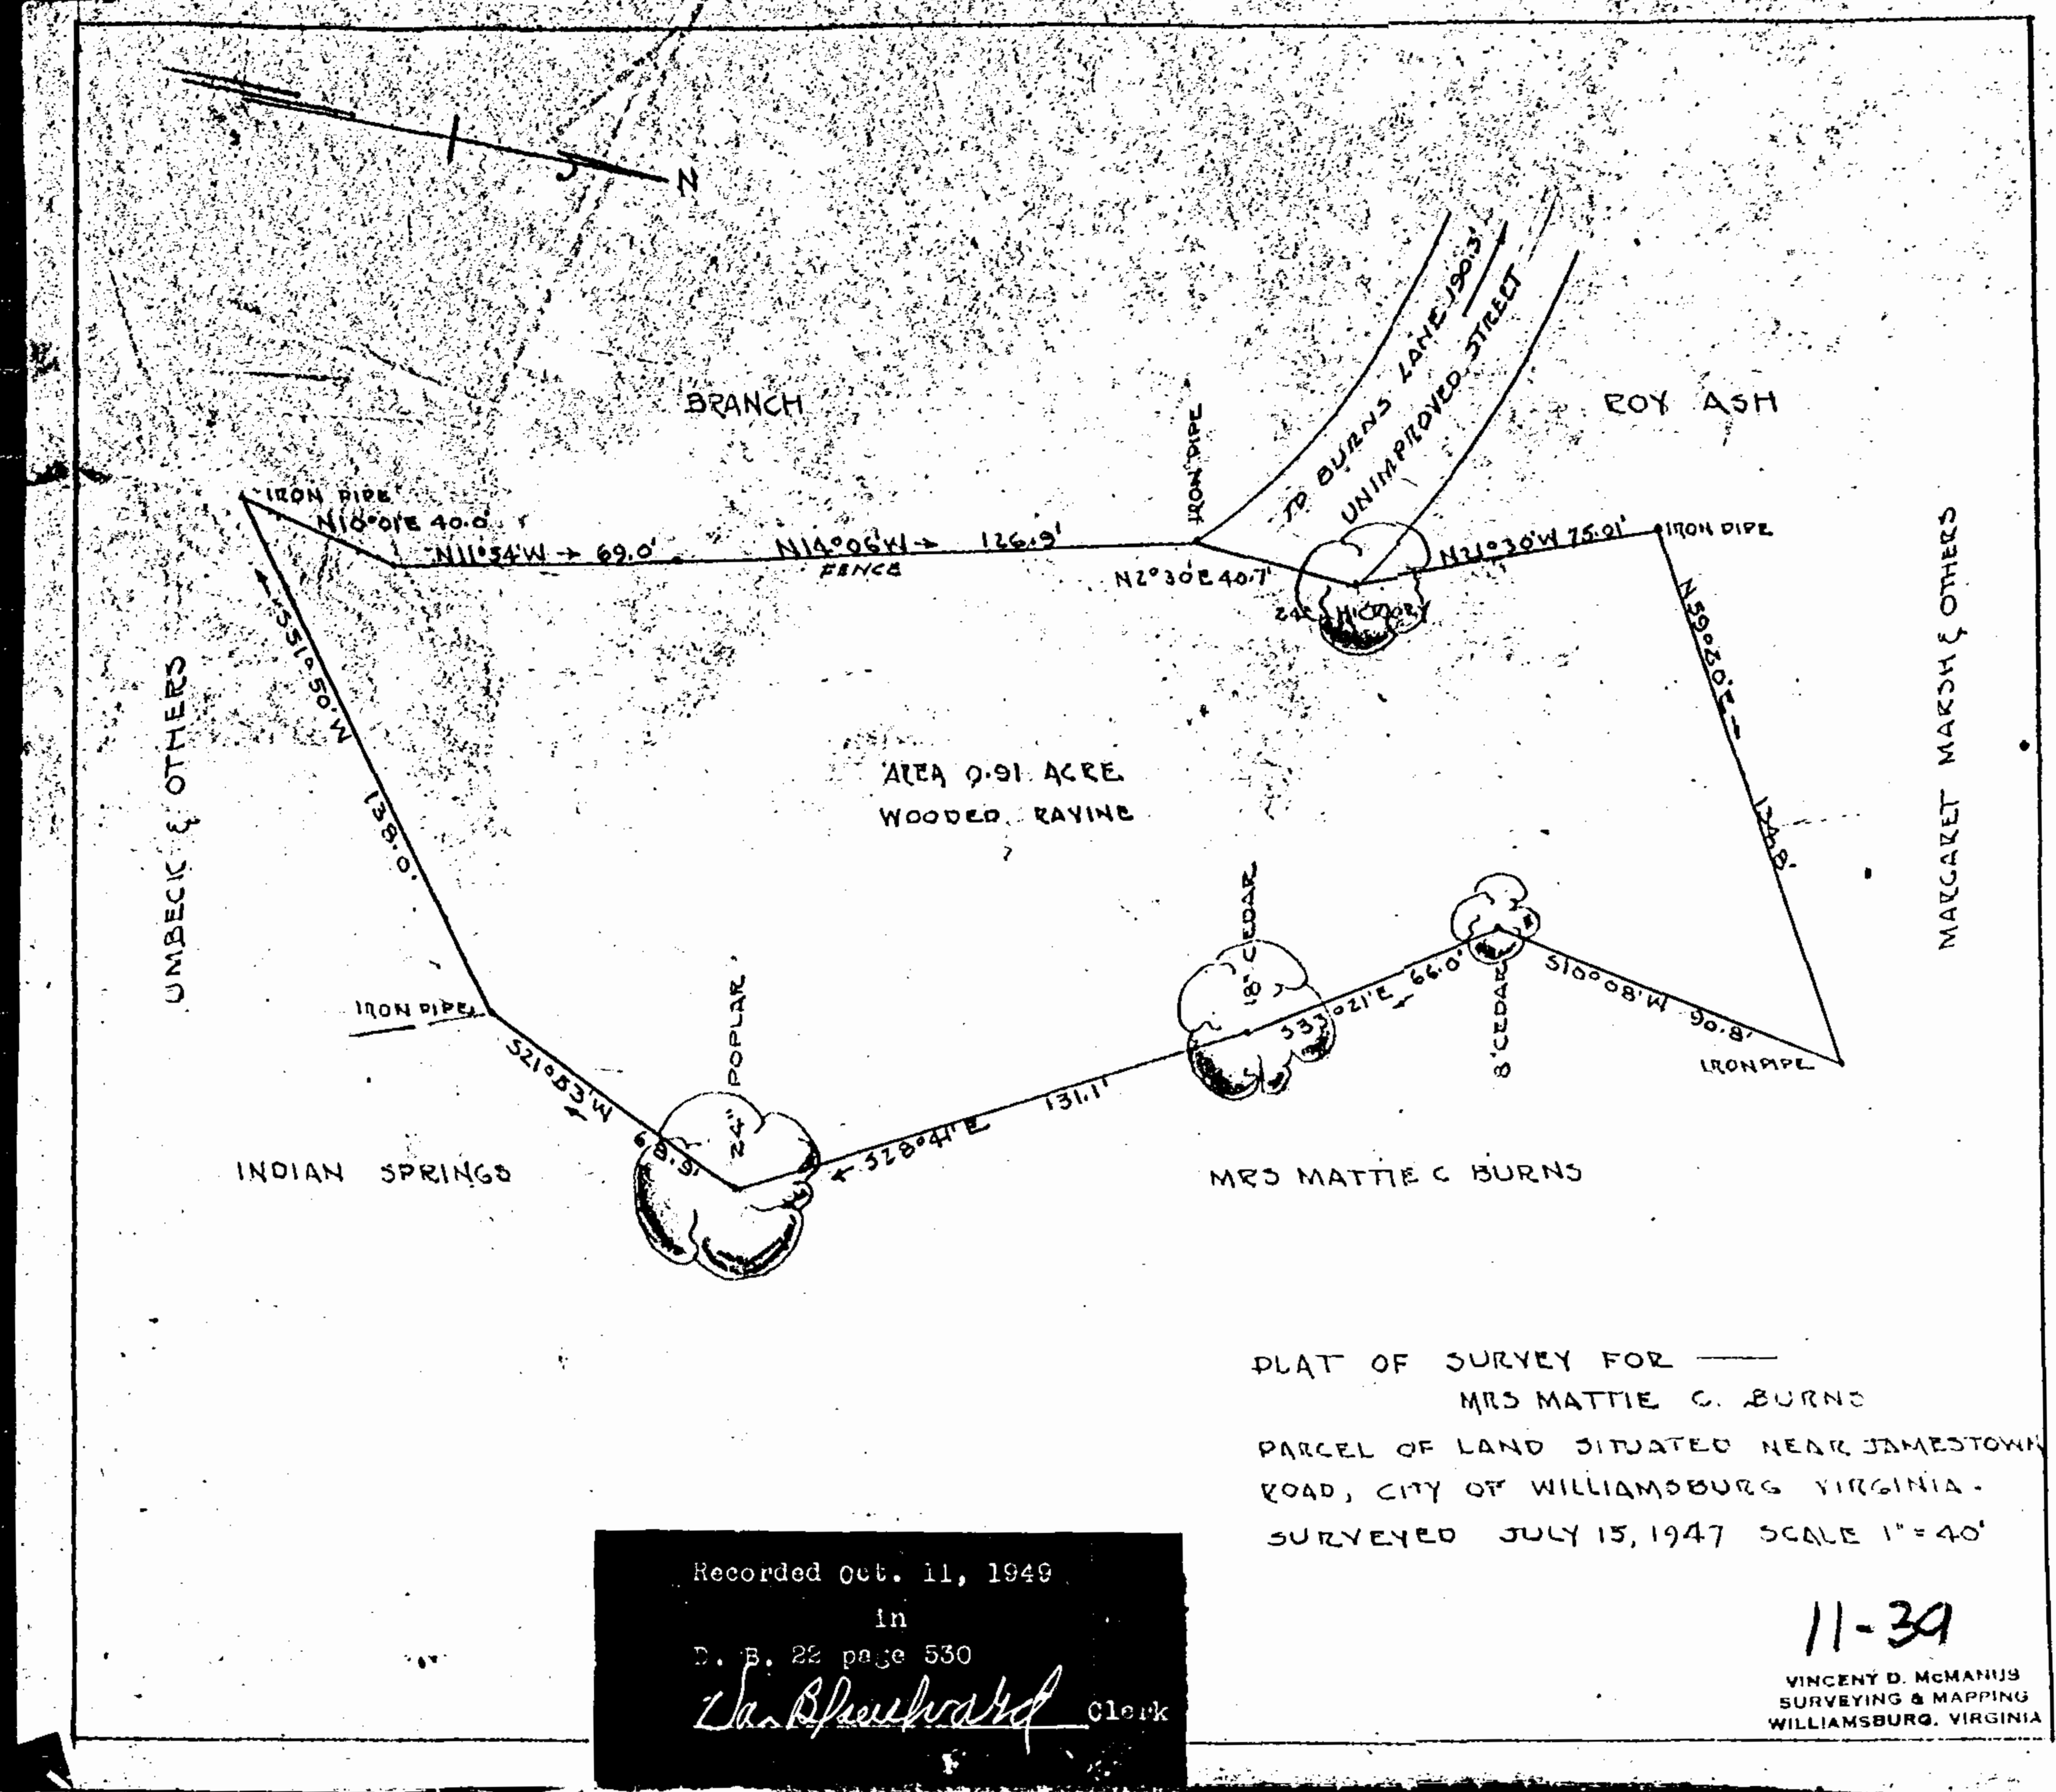 N
TO BURNS LANE 190.3'
UNIMPROVED STREET
BRANCH
ROY ASH
IRON PIPE
IRON PIPE
N10°01'E 40.0'
N11°54'W → 69.0'
N14°06'W → 126.9'
FENCE
N2°30'E 40.7'
N21°30'W 75.01'
IRON PIPE
24" HICKORY
N59°20'E
124.8'
MARGARET MARSH & OTHERS
UMBECK & OTHERS
S51°50'W
138.0'
AREA 0.91 ACRE
WOODED RAVINE
18" CEDAR
S33°21'E 66.0'
8" CEDAR
S10°08'W 90.8'
IRON PIPE
IRON PIPE
24" POPLAR
S21°53'W
68.9'
S28°41'E 131.1'
INDIAN SPRINGS
MRS MATTIE C BURNS
PLAT OF SURVEY FOR
MRS MATTIE C. BURNS
PARCEL OF LAND SITUATED NEAR JAMESTOWN
ROAD, CITY OF WILLIAMSBURG VIRGINIA.
SURVEYED JULY 15, 1947 SCALE 1" = 40'
Recorded Oct. 11, 1949
in
D. B. 22 page 530
Clerk
11-39
VINCENT D. McMANUS
SURVEYING & MAPPING
WILLIAMSBURG, VIRGINIA